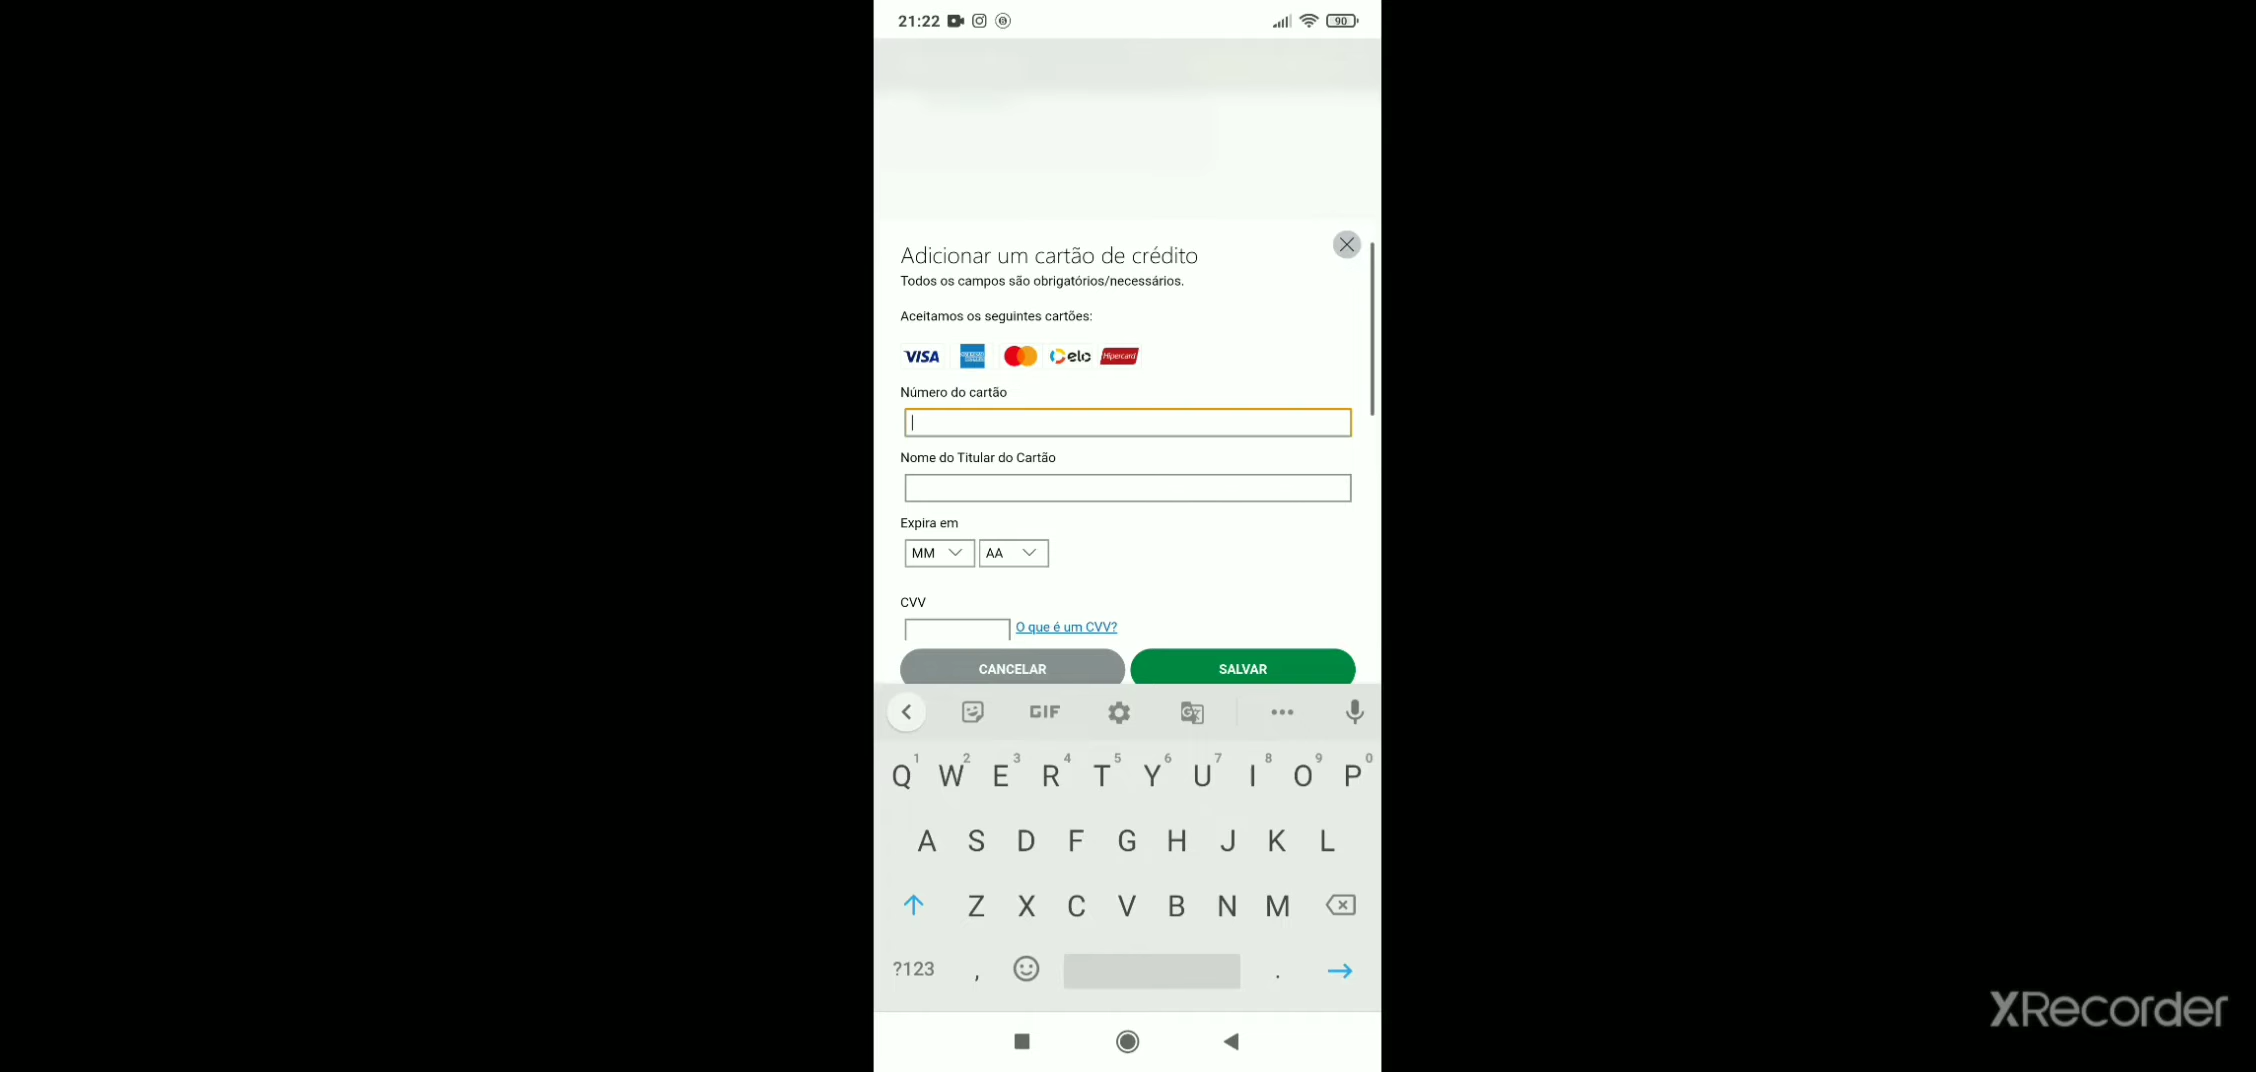 21:22
90
Adicionar um cartão de crédito
Todos os campos são obrigatórios/necessários.
Aceitamos os seguintes cartões:
VISA elo Hipercard
Número do cartão
Nome do Titular do Cartão
Expira em
MM AA
CVV
O que é um CVV?
CANCELAR SALVAR
GIF
1 2 3 4 5 6 7 8 9 0
Q W E R T Y U I O P
A S D F G H J K L
Z X C V B N M
?123 , .
XRecorder